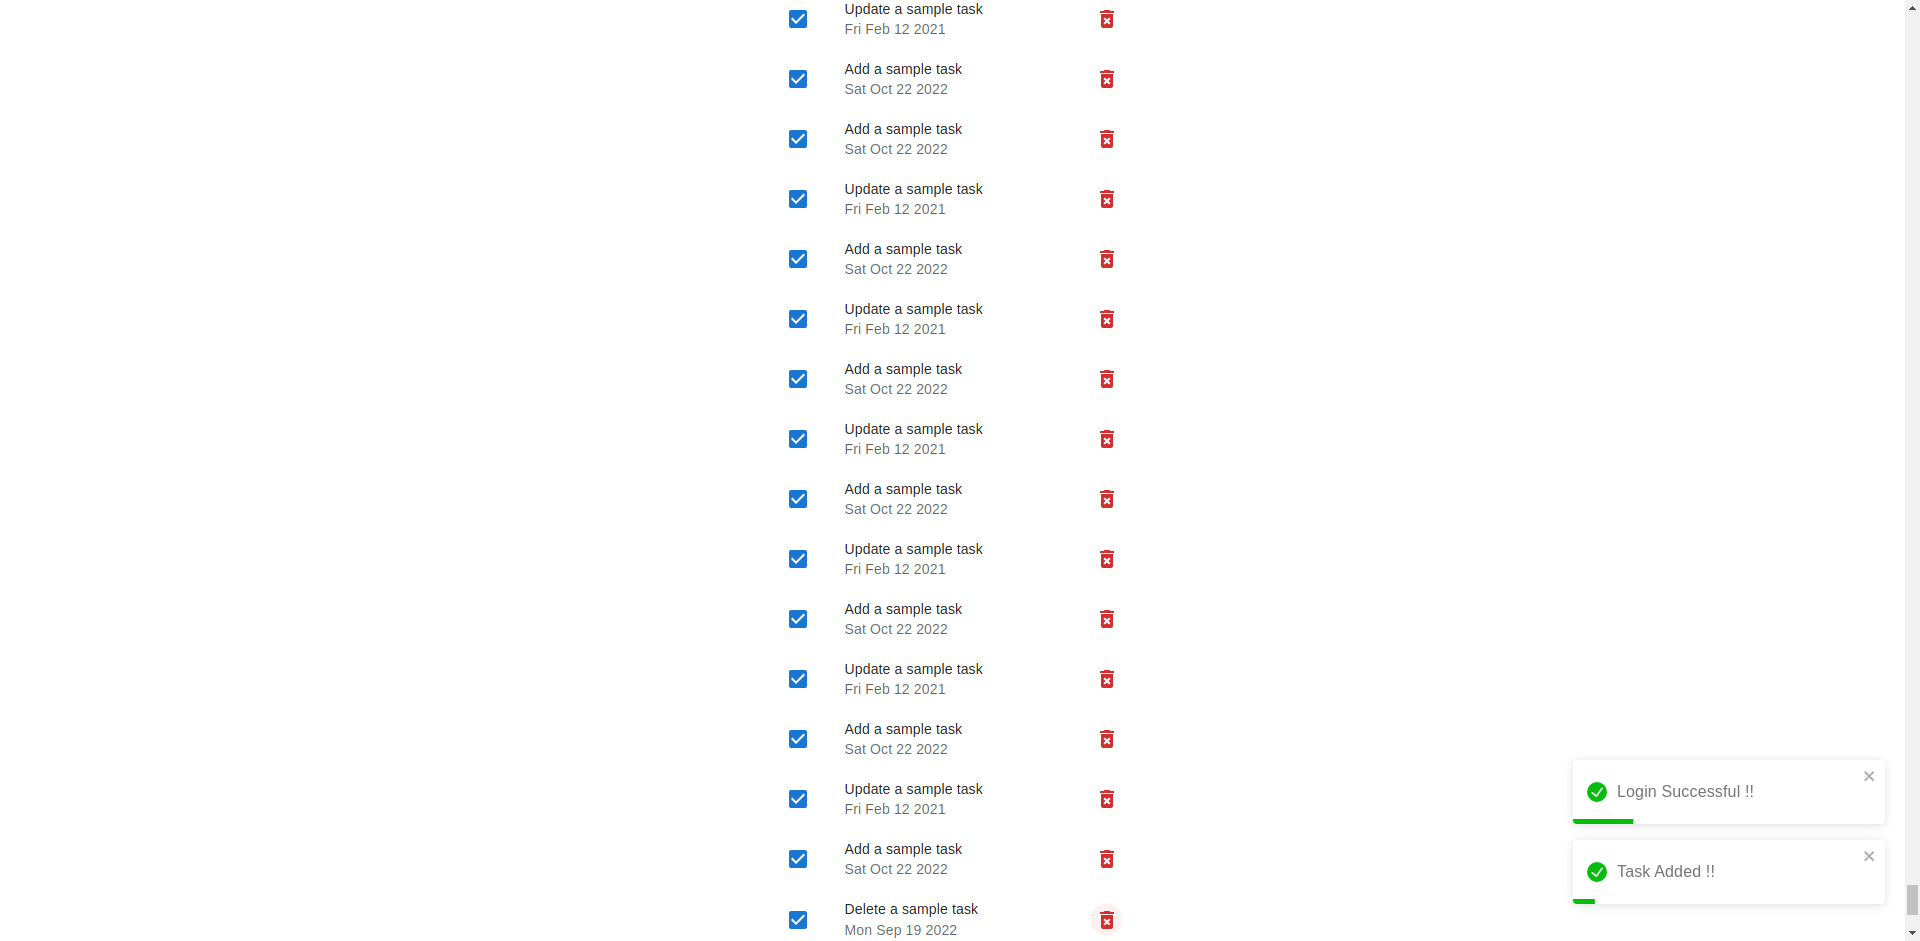 Update a sample task
Fri Feb 12 2021
Add a sample task
Sat Oct 22 2022
Add a sample task
Sat Oct 22 2022
Update a sample task
Fri Feb 12 2021
Add a sample task
Sat Oct 22 2022
Update a sample task
Fri Feb 12 2021
Add a sample task
Sat Oct 22 2022
Update a sample task
Fri Feb 12 2021
Add a sample task
Sat Oct 22 2022
Update a sample task
Fri Feb 12 2021
Add a sample task
Sat Oct 22 2022
Update a sample task
Fri Feb 12 2021
Add a sample task
Sat Oct 22 2022
Update a sample task
Fri Feb 12 2021
Add a sample task
Sat Oct 22 2022
Delete a sample task
Mon Sep 19 2022
Login Successful !!
Task Added !!